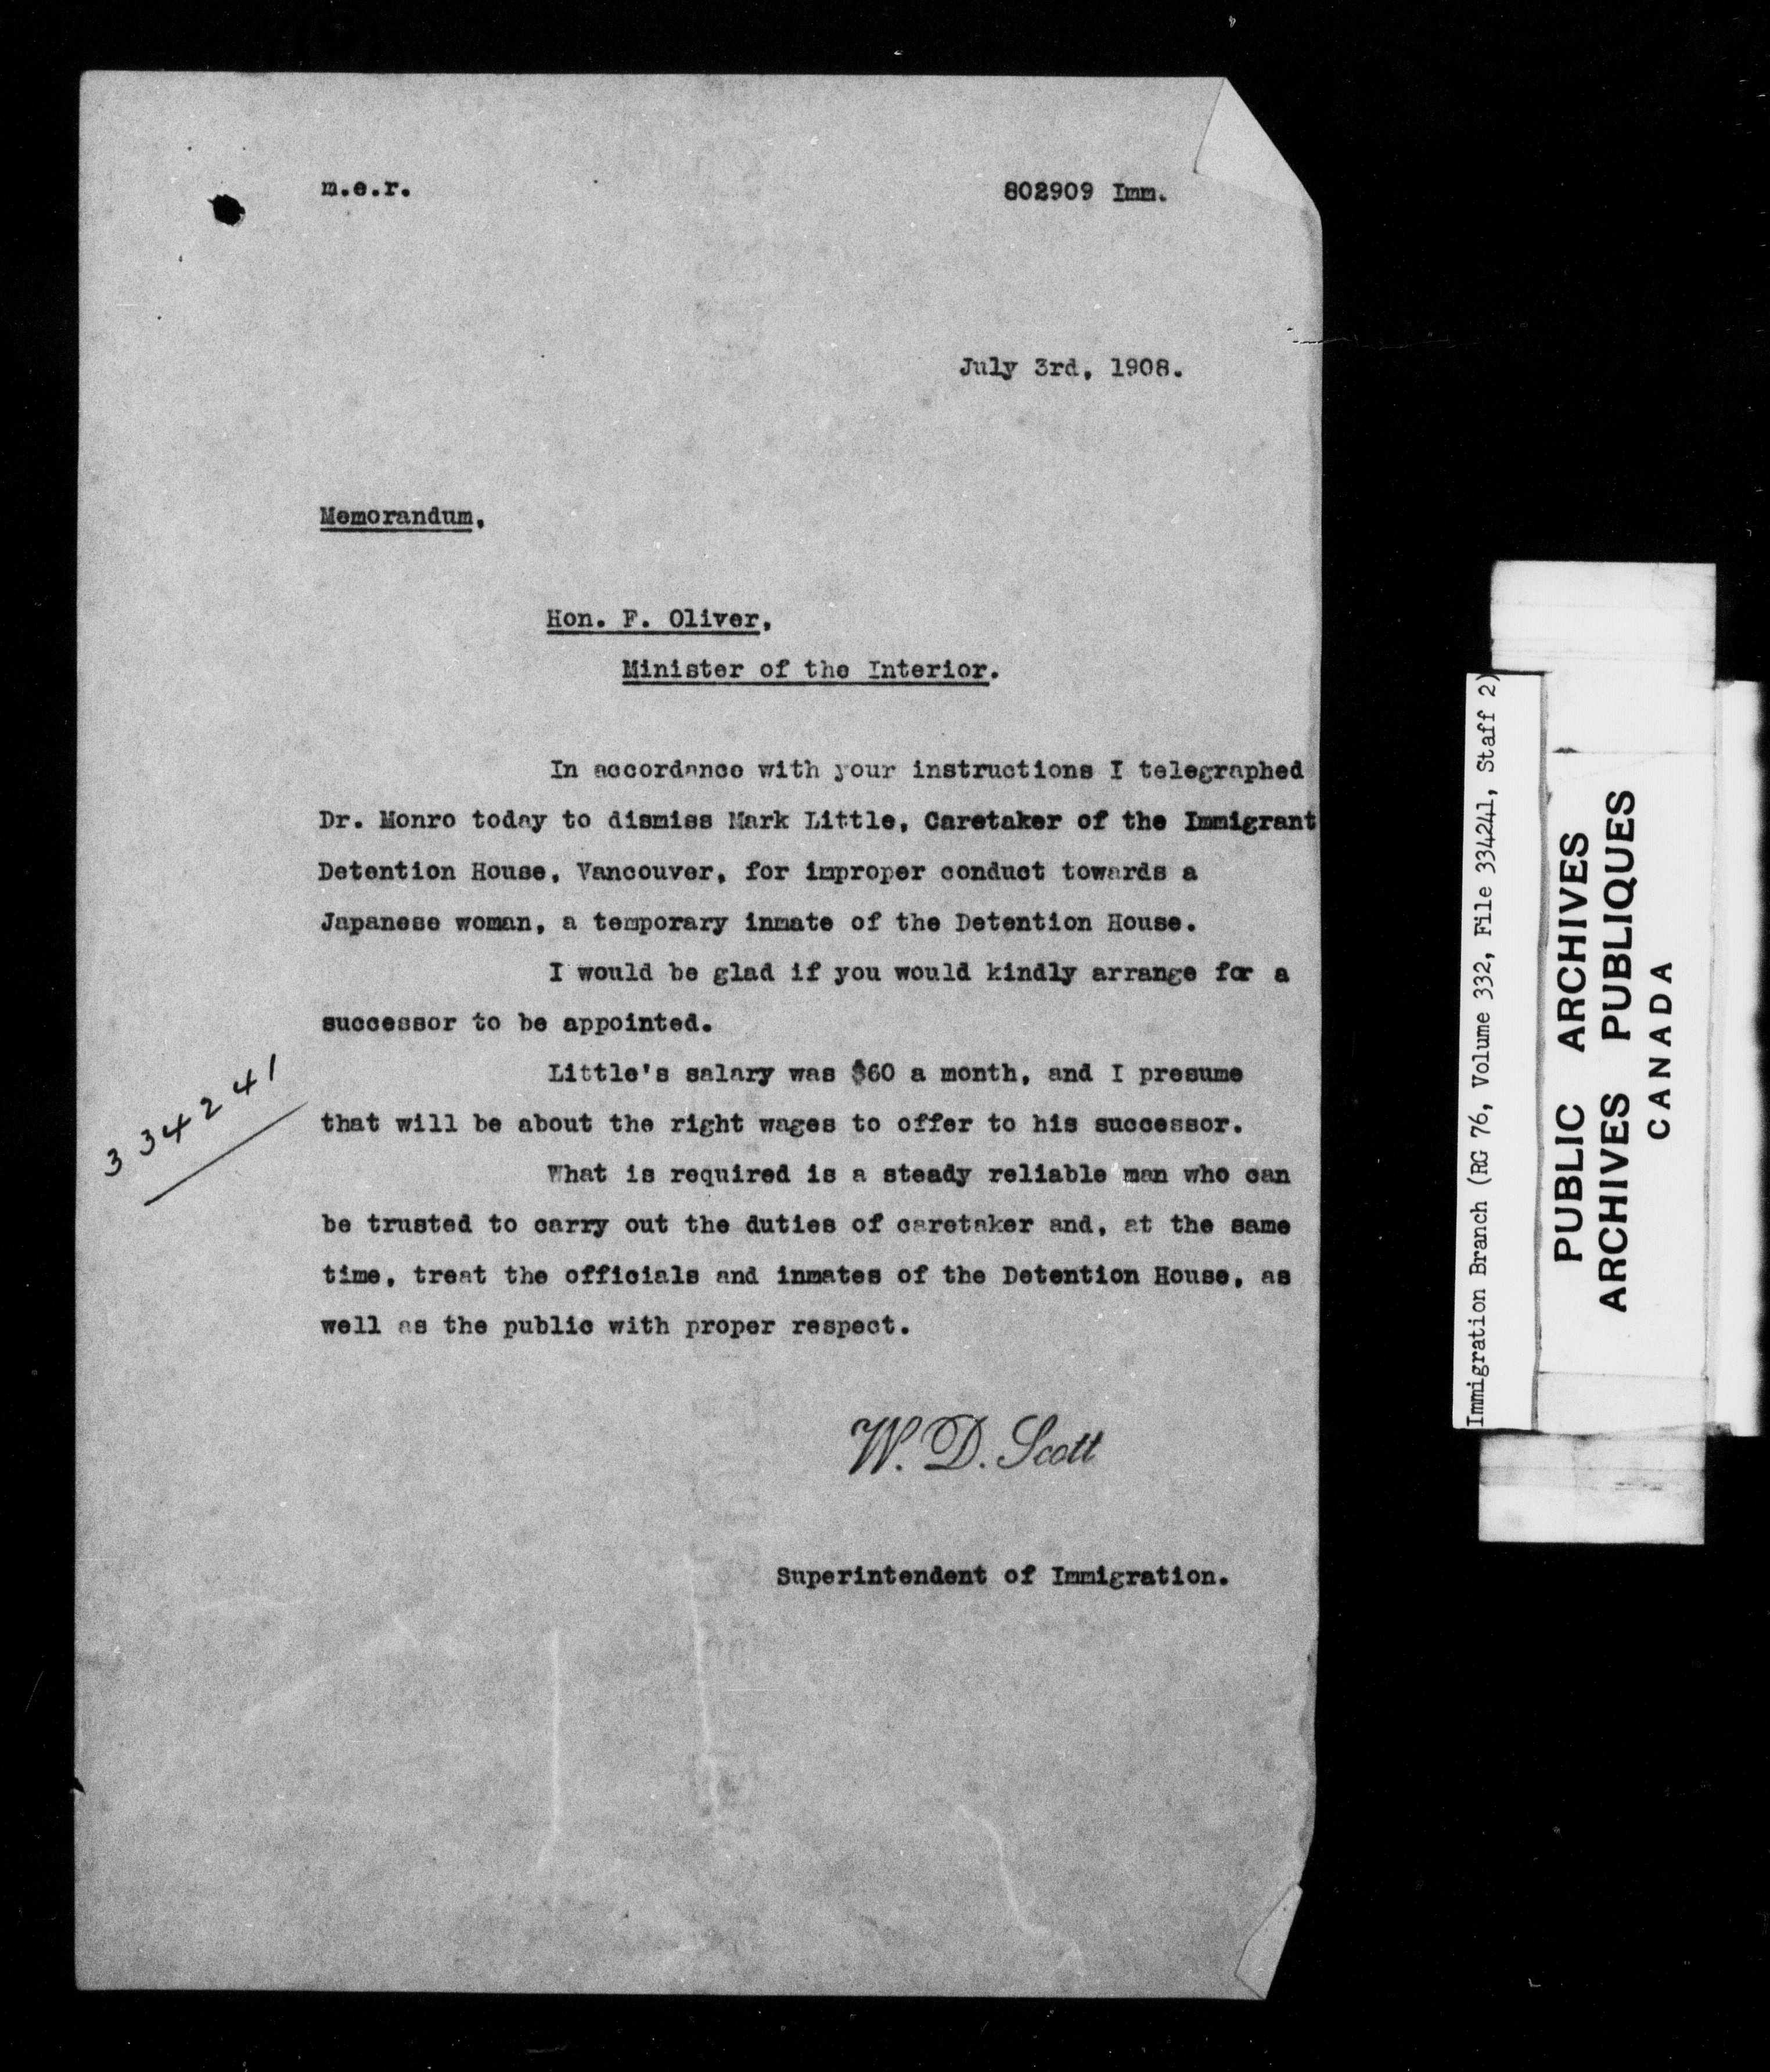 m.e.r.
802909 Imm.
July 3rd, 1908.
Memorandum.
Hon. F. Oliver,
Minister of the Interior.
In accordance with your instructions I telegraphed
Dr. Monro today to dismiss Mark Little, Caretaker of the Immigrant
Detention House, Vancouver, for improper conduct towards a
Japanese woman, a temporary inmate of the Detention House.
I would be glad if you would kindly arrange for a
successor to be appointed.
Little's salary was $60 a month, and I presume
that will be about the right wages to offer to his successor.
What is required is a steady reliable man who can
be trusted to carry out the duties of caretaker and, at the same
time, treat the officials and inmates of the Detention House, as
well as the public with proper respect.
334241
W. D. Scott
Superintendent of Immigration.
Immigration Branch (RG 76, Volume 332, File 334241, Staff 2)
PUBLIC ARCHIVES
ARCHIVES PUBLIQUES
CANADA